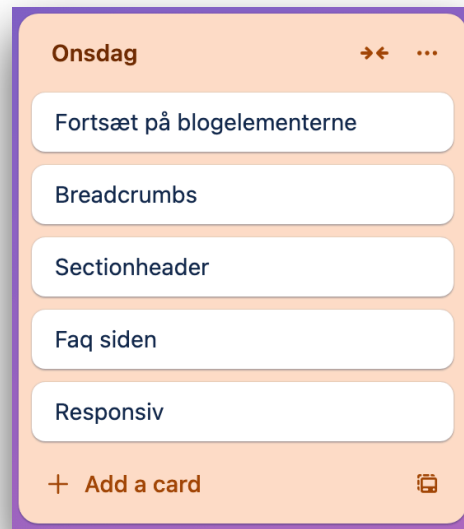 Onsdag
Fortsæt på blogelementerne
Breadcrumbs
Sectionheader
Faq siden
Responsiv
Add a card